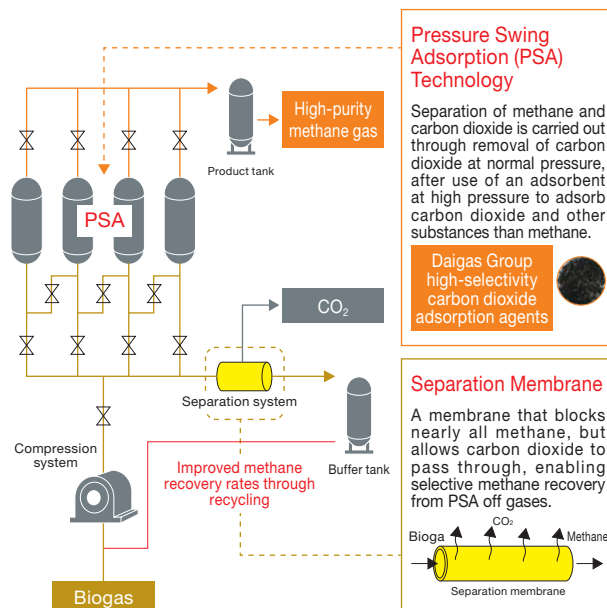 Pressure Swing
Adsorption (PSA)
Technology
Separation of methane and
carbon dioxide is carried out
through removal of carbon
dioxide at normal pressure,
after use of an adsorbent
at high pressure to adsorb
carbon dioxide and other
substances than methane.
Daigas Group
high-selectivity
carbon dioxide
adsorption agents
High-purity
methane gas
Product tank
PSA
CO₂
Separation system
Buffer tank
Compression
system
Improved methane
recovery rates through
recycling
Biogas
Separation Membrane
A membrane that blocks
nearly all methane, but
allows carbon dioxide to
pass through, enabling
selective methane recovery
from PSA off gases.
CO₂
Bioga
Methane
Separation membrane